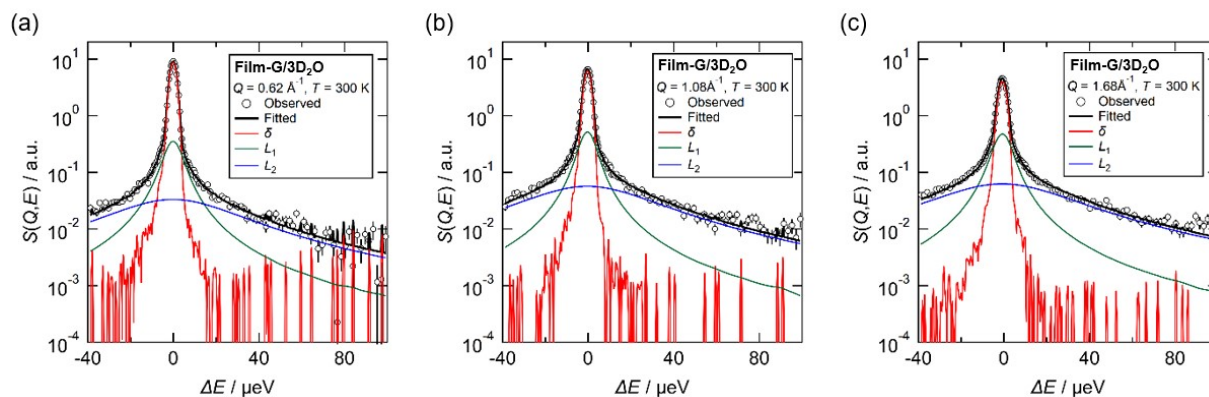 (a)
10¹
10⁰
10⁻¹
10⁻²
10⁻³
10⁻⁴
S(Q,E) / a.u.
-40
0
40
80
ΔE / µeV
Film-G/3D₂O
Q = 0.62 Å⁻¹, T = 300 K
Observed
Fitted
δ
L₁
L₂
(b)
10¹
10⁰
10⁻¹
10⁻²
10⁻³
10⁻⁴
S(Q,E) / a.u.
-40
0
40
80
ΔE / µeV
Film-G/3D₂O
Q = 1.08Å⁻¹, T = 300 K
Observed
Fitted
δ
L₁
L₂
(c)
10¹
10⁰
10⁻¹
10⁻²
10⁻³
10⁻⁴
S(Q,E) / a.u.
-40
0
40
80
ΔE / µeV
Film-G/3D₂O
Q = 1.68Å⁻¹, T = 300 K
Observed
Fitted
δ
L₁
L₂